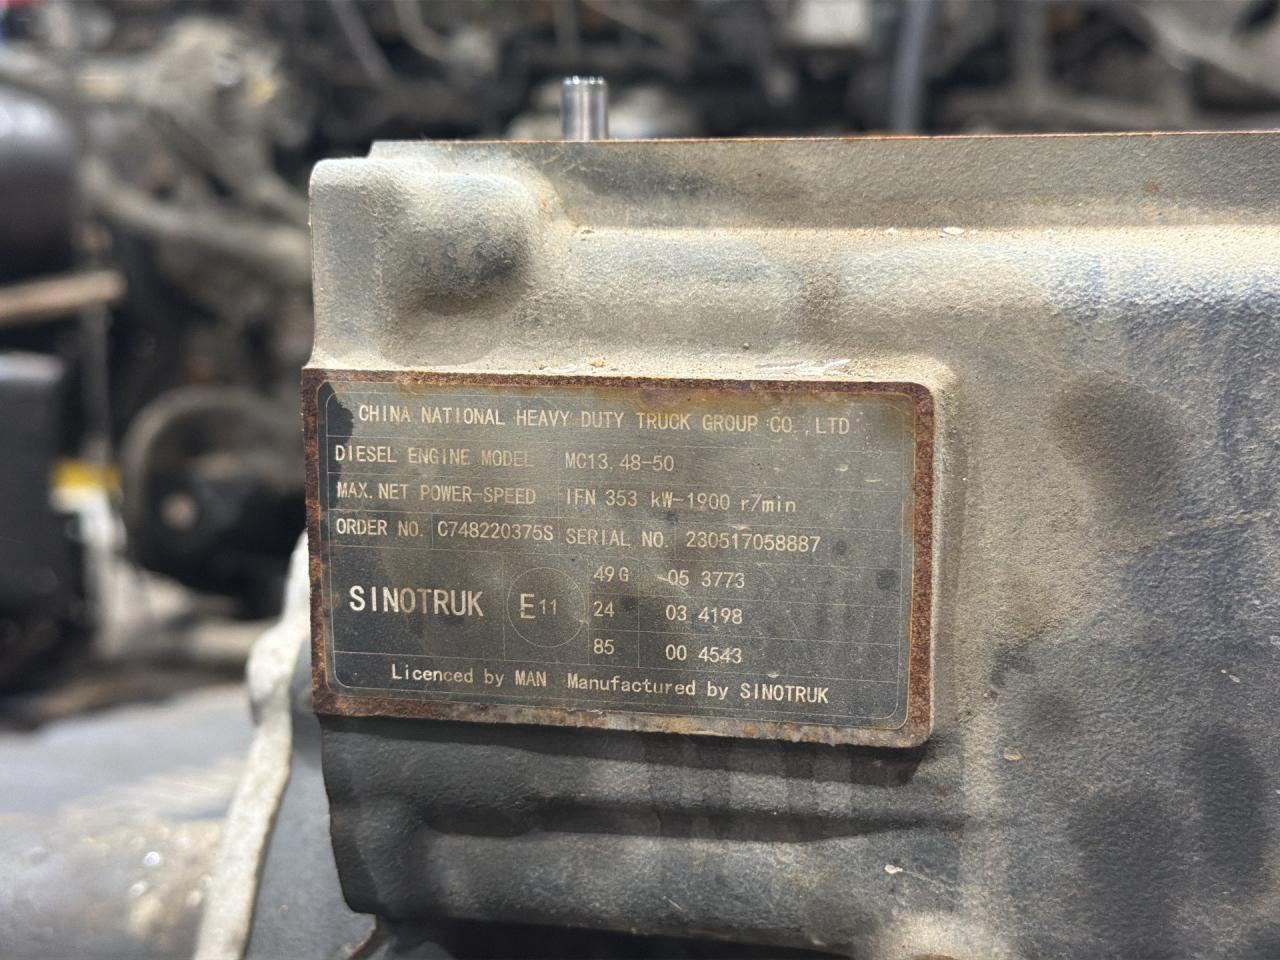 CHINA NATIONAL HEAVY DUTY TRUCK GROUP CO.,LTD
DIESEL ENGINE MODEL MC13.48-50
MAX.NET POWER-SPEED IFN 353 kW-1900 r/min
ORDER NO. C748220375S SERIAL NO. 230517058887
49G 05 3773
SINOTRUK E11 24 03 4198
85 00 4543
Licenced by MAN Manufactured by SINOTRUK